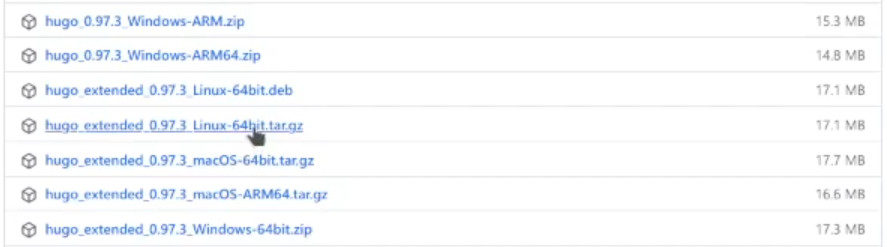 hugo_0.97.3_Windows-ARM.zip 15.3 MB
hugo_0.97.3_Windows-ARM64.zip 14.8 MB
hugo_extended_0.97.3_Linux-64bit.deb 17.1 MB
hugo_extended_0.97.3_Linux-64bit.tar.gz 17.1 MB
hugo_extended_0.97.3_macOS-64bit.tar.gz 17.7 MB
hugo_extended_0.97.3_macOS-ARM64.tar.gz 16.6 MB
hugo_extended_0.97.3_Windows-64bit.zip 17.3 MB